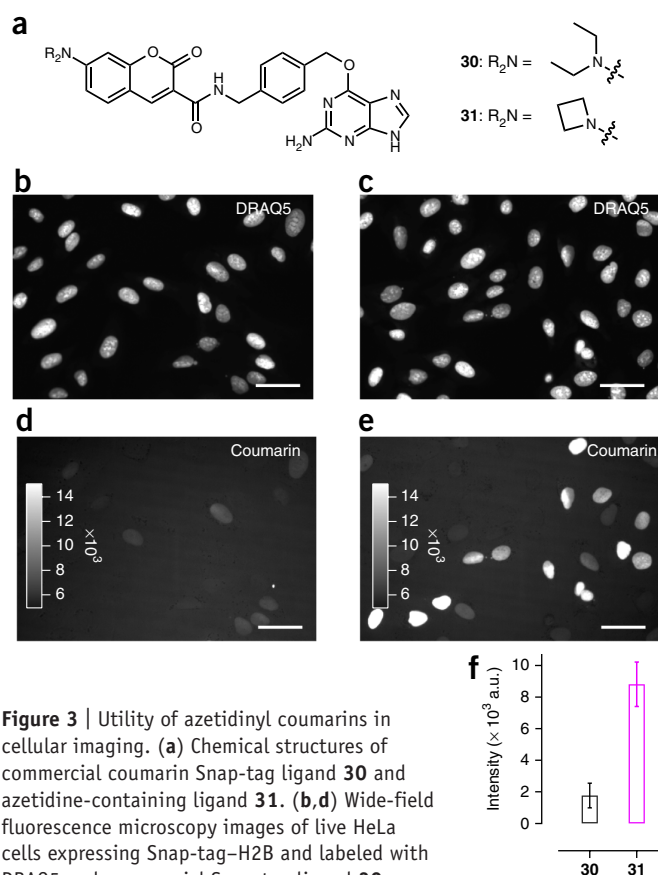 a
R2N
O
O
H
N
O
O
N
N
H2N
N
N
H
30: R2N =
N
31: R2N =
N
b
DRAQ5
c
DRAQ5
d
Coumarin
14
12
10
8
6
×10³
e
Coumarin
14
12
10
8
6
×10³
f
Intensity (× 10³ a.u.)
10
8
6
4
2
0
30
31
Figure 3 | Utility of azetidinyl coumarins in
cellular imaging. (a) Chemical structures of
commercial coumarin Snap-tag ligand 30 and
azetidine-containing ligand 31. (b,d) Wide-field
fluorescence microscopy images of live HeLa
cells expressing Snap-tag–H2B and labeled with